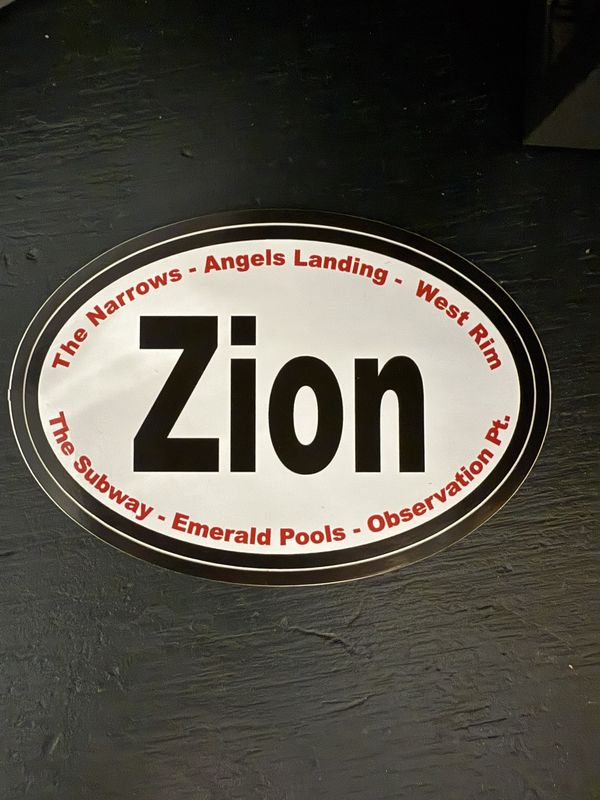 The Narrows - Angels Landing - West Rim
Zion
The Subway - Emerald Pools - Observation Pt.